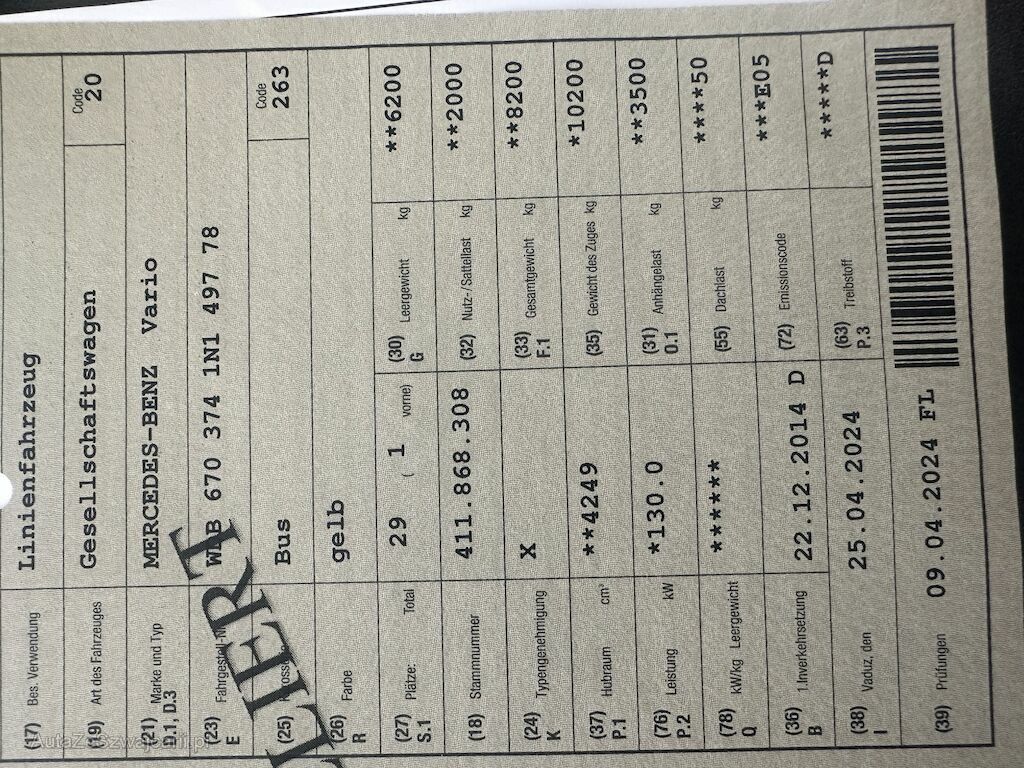 (17) Bes. Verwendung Linienfahrzeug
(19) Art des Fahrzeuges Gesellschaftswagen Code 20
(21) Marke und Typ MERCEDES-BENZ Vario
D.1, D.3
(23) WDB 670 374 1N1 497 78
E
(25) Bus Code 263
(26) Farbe gelb
R
(27) Plätze: Total 29 ( 1 vorne) (30) Leergewicht kg **6200
S.1 G
(18) Stammnummer 411.868.308 (32) Nutz-/Sattellast kg **2000
(24) Typengenehmigung X (33) Gesamtgewicht kg **8200
K F.1
(37) Hubraum cm³ **4249 (35) Gewicht des Zuges kg *10200
P.1
(76) Leistung kW *130.0 (31) Anhängelast kg **3500
P.2 O.1
(78) kW/kg Leergewicht ****** (55) Dachlast kg *****50
Q
(36) 1.Inverkehrsetzung 22.12.2014 D (72) Emissionscode ***E05
B
(38) Vaduz, den 25.04.2024 (63) Treibstoff *****D
I P.3
(39) Prüfungen 09.04.2024 FL